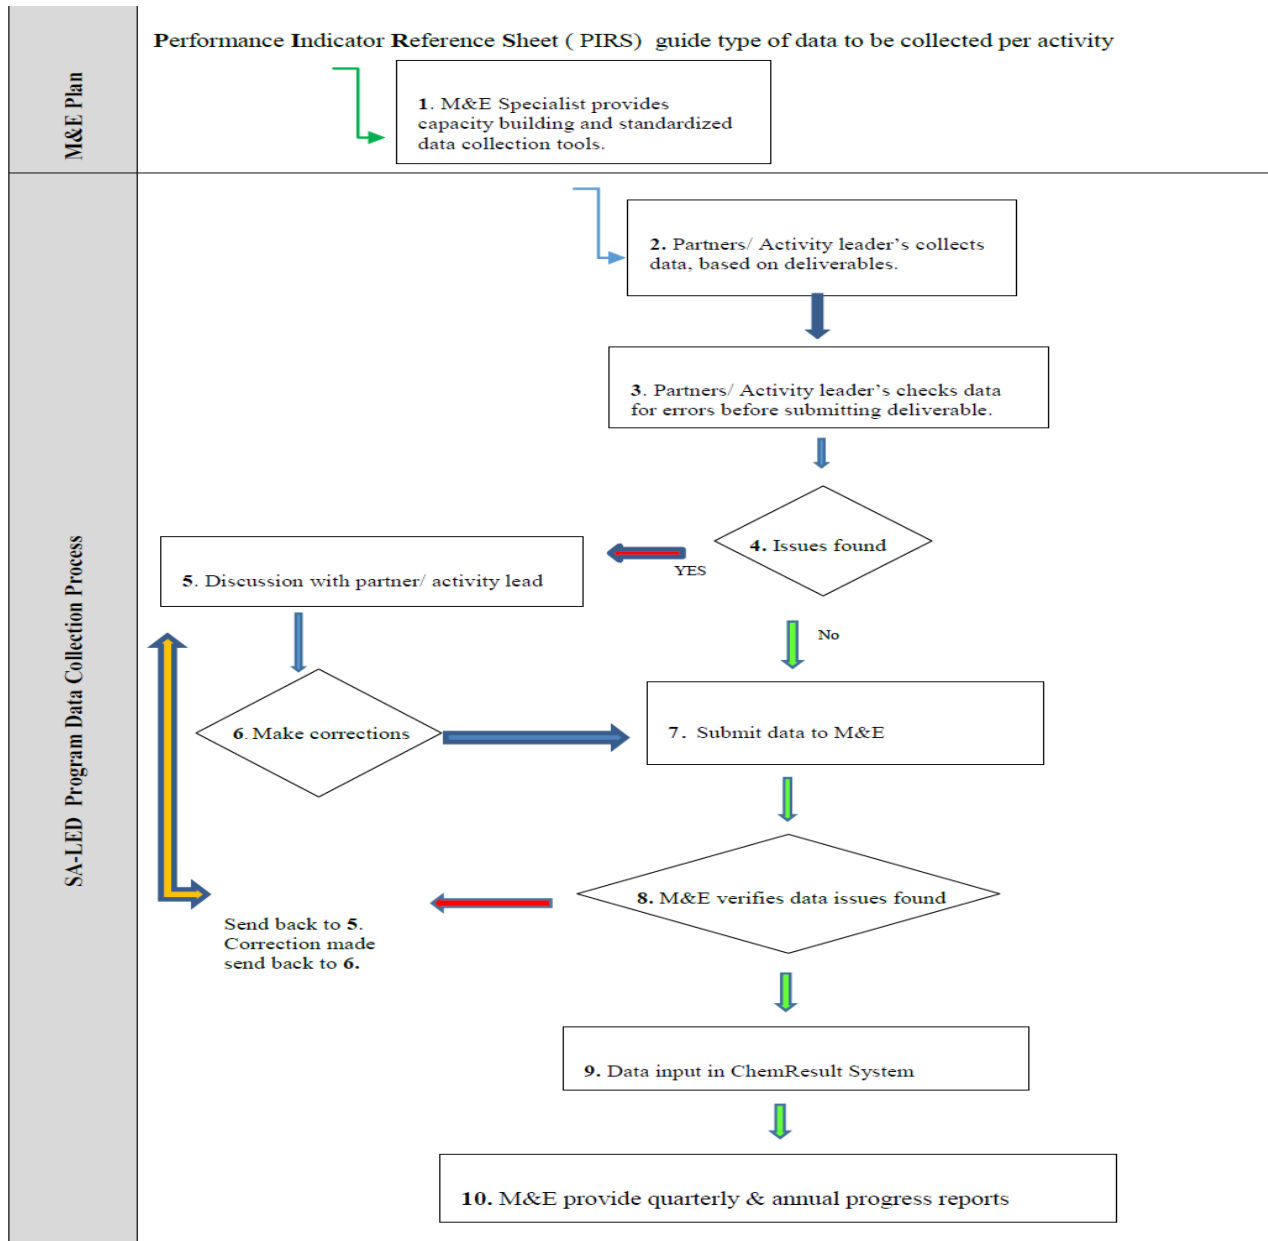 M&E Plan
Performance Indicator Reference Sheet ( PIRS) guide type of data to be collected per activity
1. M&E Specialist provides
capacity building and standardized
data collection tools.
SA-LED Program Data Collection Process
2. Partners/ Activity leader's collects
data, based on deliverables.
3. Partners/ Activity leader's checks data
for errors before submitting deliverable.
4. Issues found
YES
5. Discussion with partner/ activity lead
No
6. Make corrections
7. Submit data to M&E
8. M&E verifies data issues found
Send back to 5.
Correction made
send back to 6.
9. Data input in ChemResult System
10. M&E provide quarterly & annual progress reports